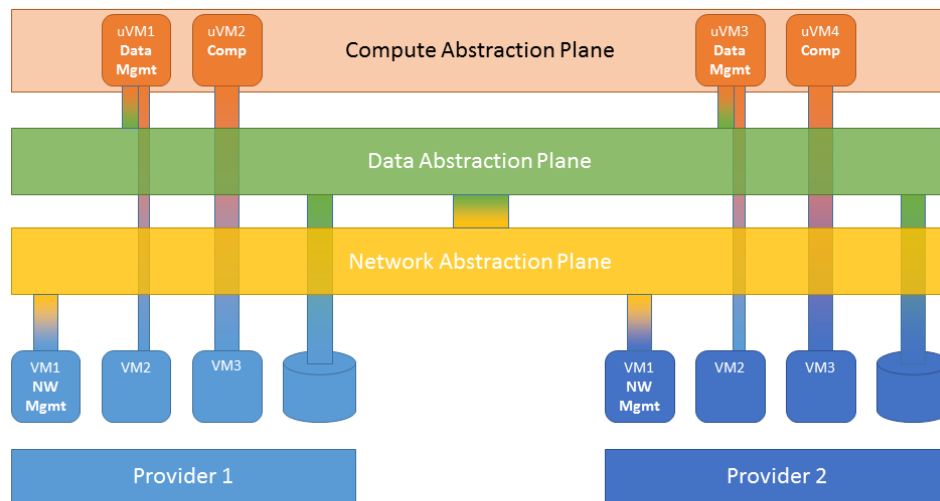 uVM1
Data
Mgmt
uVM2
Comp
Compute Abstraction Plane
uVM3
Data
Mgmt
uVM4
Comp
Data Abstraction Plane
Network Abstraction Plane
VM1
NW
Mgmt
VM2
VM3
VM1
NW
Mgmt
VM2
VM3
Provider 1
Provider 2